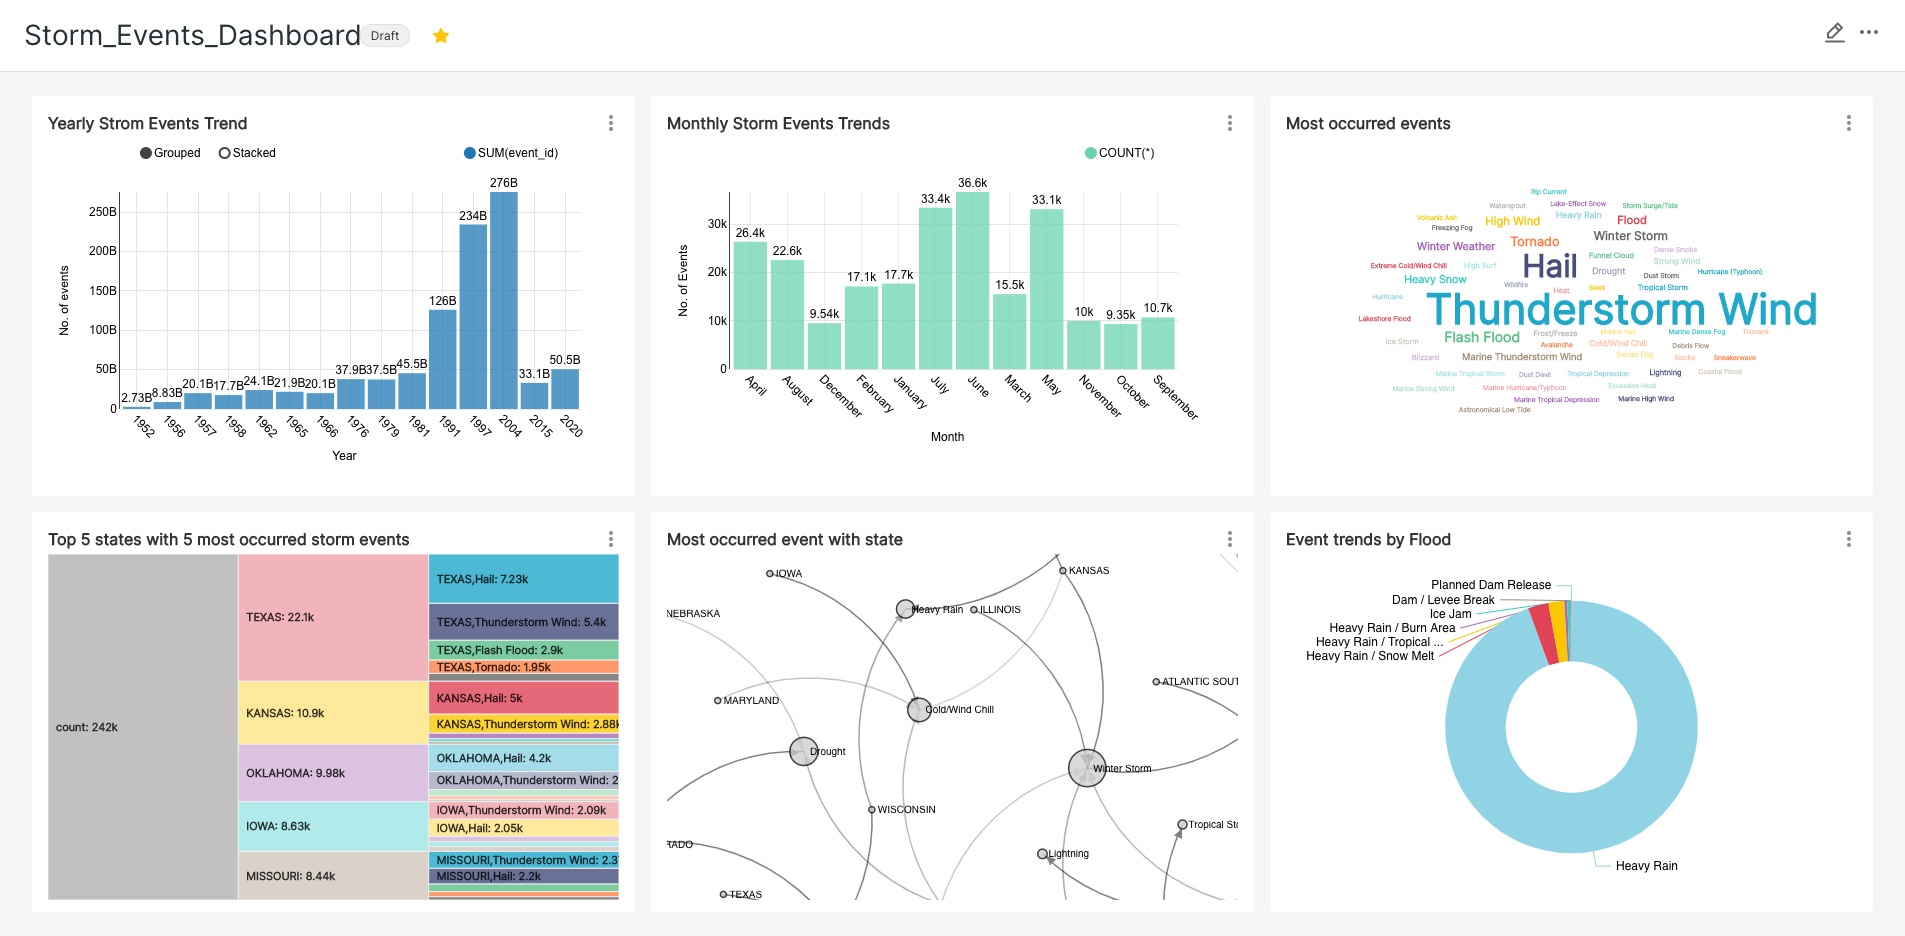 Storm_Events_Dashboard Draft
Yearly Strom Events Trend
Grouped Stacked SUM(event_id)
No. of events
250B
200B
150B
100B
50B
0
2.73B 8.83B 20.1B 17.7B 24.1B 21.9B 20.1B 37.9B 37.5B 45.5B 126B 234B 276B 33.1B 50.5B
1952 1956 1957 1958 1962 1965 1966 1976 1979 1981 1991 1997 2004 2015 2020
Year
Monthly Storm Events Trends
COUNT(*)
No. of Events
30k
20k
10k
0
26.4k 22.6k 9.54k 17.1k 17.7k 33.4k 36.6k 15.5k 33.1k 10k 9.35k 10.7k
April August December February January July June March May November October September
Month
Most occurred events
Rip Current
Waterspout Lake-Effect Snow Storm Surge/Tide
Volcanic Ash High Wind Heavy Rain Flood
Freezing Fog
Winter Weather Tornado Winter Storm
Dense Smoke
Funnel Cloud
Extreme Cold/Wind Chill High Surf Hail Strong Wind
Drought Dust Storm Hurricane (Typhoon)
Heavy Snow Wildfire Heat Sleet Tropical Storm
Hurricane
Thunderstorm Wind
Lakeshore Flood
Flash Flood Frost/Freeze Marine Hail Marine Dense Fog Tsunami
Ice Storm Avalanche Cold/Wind Chill Debris Flow
Blizzard Marine Thunderstorm Wind Dense Fog Seiche Sneakerwave
Marine Tropical Storm Dust Devil Tropical Depression Lightning Coastal Flood
Marine Strong Wind Marine Hurricane/Typhoon Excessive Heat
Marine Tropical Depression Marine High Wind
Astronomical Low Tide
Top 5 states with 5 most occurred storm events
count: 242k
TEXAS: 22.1k
KANSAS: 10.9k
OKLAHOMA: 9.98k
IOWA: 8.63k
MISSOURI: 8.44k
TEXAS,Hail: 7.23k
TEXAS,Thunderstorm Wind: 5.4k
TEXAS,Flash Flood: 2.9k
TEXAS,Tornado: 1.95k
KANSAS,Hail: 5k
KANSAS,Thunderstorm Wind: 2.88k
OKLAHOMA,Hail: 4.2k
OKLAHOMA,Thunderstorm Wind: 2
IOWA,Thunderstorm Wind: 2.09k
IOWA,Hail: 2.05k
MISSOURI,Thunderstorm Wind: 2.3
MISSOURI,Hail: 2.2k
Most occurred event with state
IOWA
KANSAS
NEBRASKA
Heavy Rain
ILLINOIS
ATLANTIC SOUT
MARYLAND
Cold/Wind Chill
Drought
Winter Storm
WISCONSIN
Tropical Sto
RADO
Lightning
TEXAS
Event trends by Flood
Planned Dam Release
Dam / Levee Break
Ice Jam
Heavy Rain / Burn Area
Heavy Rain / Tropical ...
Heavy Rain / Snow Melt
Heavy Rain